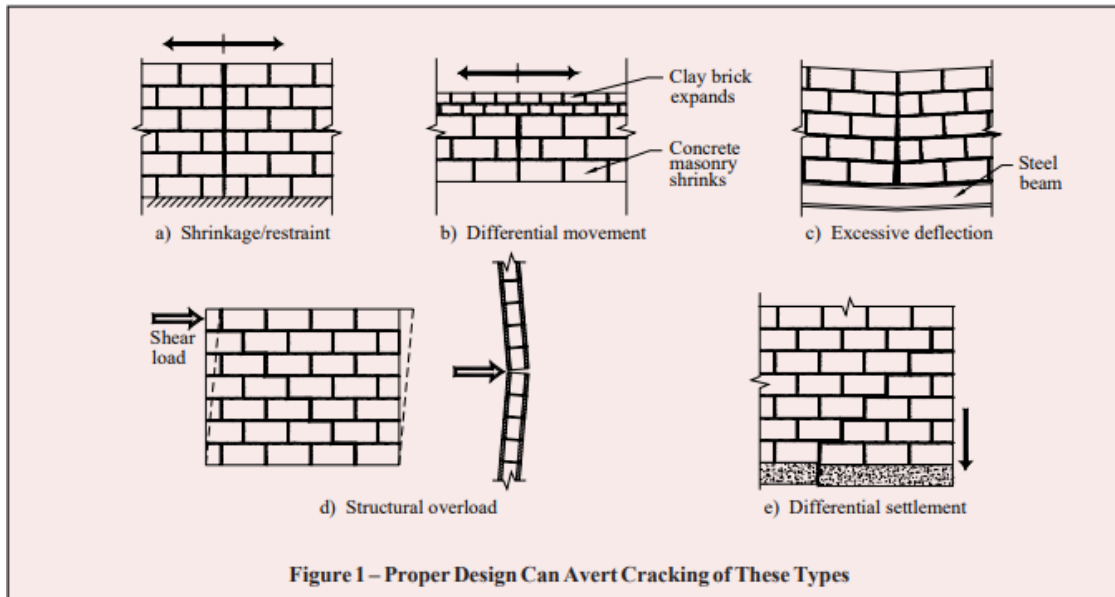 Clay brick
expands
Concrete
masonry
shrinks
Steel
beam
a) Shrinkage/restraint
b) Differential movement
c) Excessive deflection
Shear
load
d) Structural overload
e) Differential settlement
Figure 1 – Proper Design Can Avert Cracking of These Types